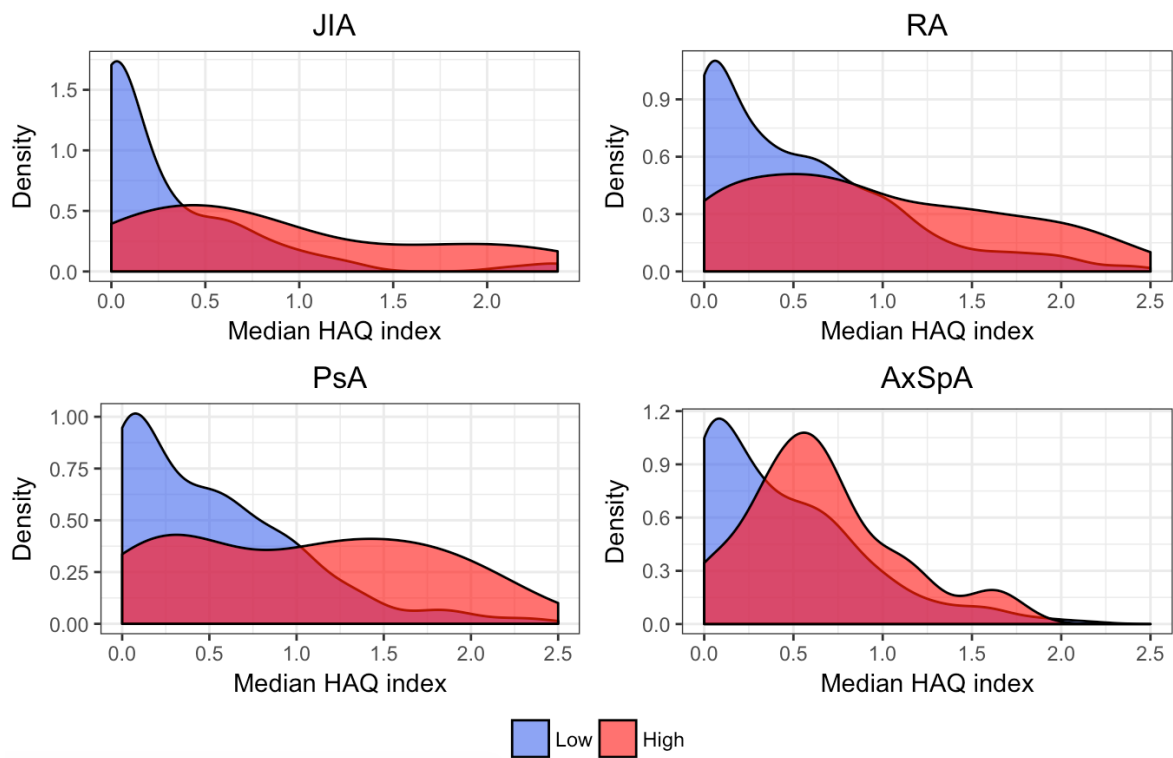 JIA
Density
1.5
1.0
0.5
0.0
0.0 0.5 1.0 1.5 2.0
Median HAQ index
RA
Density
0.9
0.6
0.3
0.0
0.0 0.5 1.0 1.5 2.0 2.5
Median HAQ index
PsA
Density
1.00
0.75
0.50
0.25
0.00
0.0 0.5 1.0 1.5 2.0 2.5
Median HAQ index
AxSpA
Density
1.2
0.9
0.6
0.3
0.0
0.0 0.5 1.0 1.5 2.0 2.5
Median HAQ index
Low High